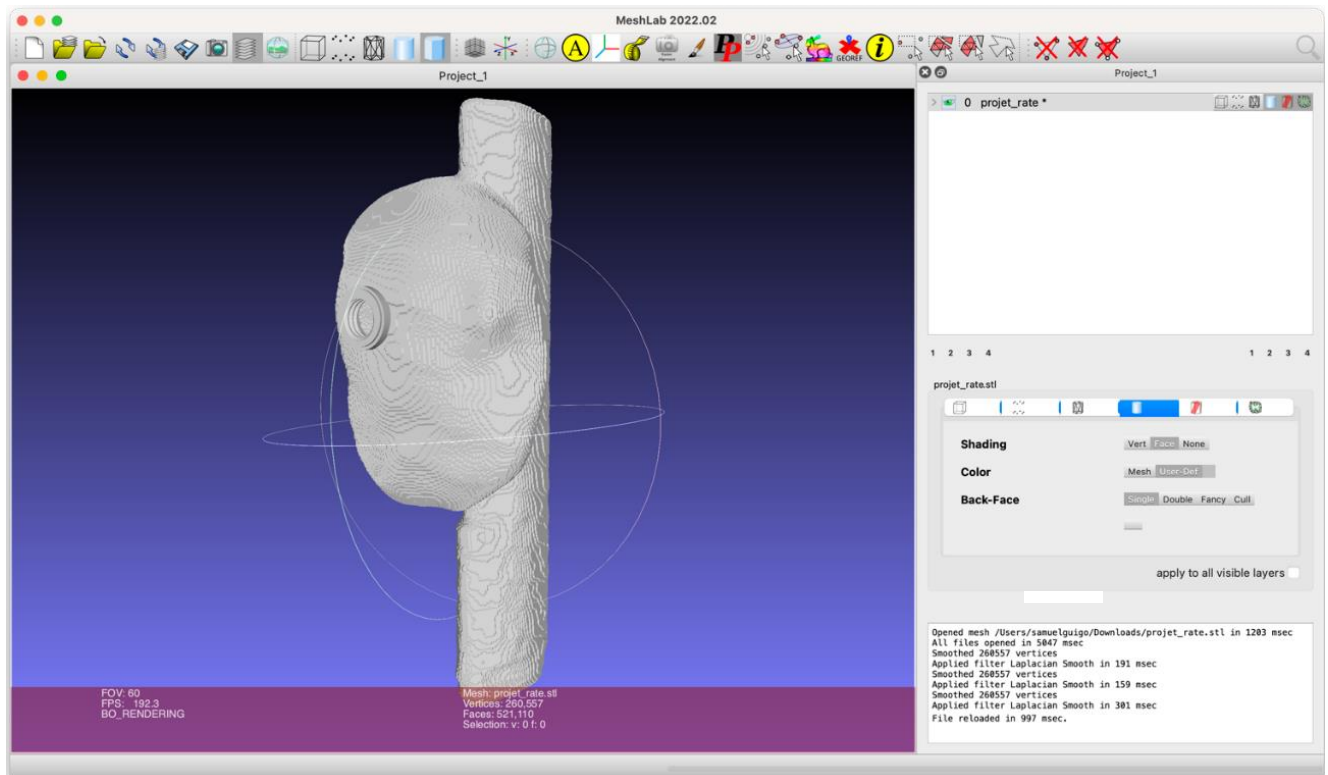 MeshLab 2022.02
A
Pp
GEOREF
i
Project_1
Project_1
0 projet_rate *
1 2 3 4
1 2 3 4
projet_rate.stl
Shading
Vert Face None
Color
Mesh User-Def
Back-Face
Single Double Fancy Cull
apply to all visible layers
Opened mesh /Users/samuelguigo/Downloads/projet_rate.stl in 1203 msec
All files opened in 5047 msec
Smoothed 260557 vertices
Applied filter Laplacian Smooth in 191 msec
Smoothed 260557 vertices
Applied filter Laplacian Smooth in 159 msec
Smoothed 260557 vertices
Applied filter Laplacian Smooth in 301 msec
File reloaded in 997 msec.
FOV: 60
FPS: 192.3
BO_RENDERING
Mesh: projet_rate.stl
Vertices: 260,557
Faces: 521,110
Selection: v: 0 f: 0